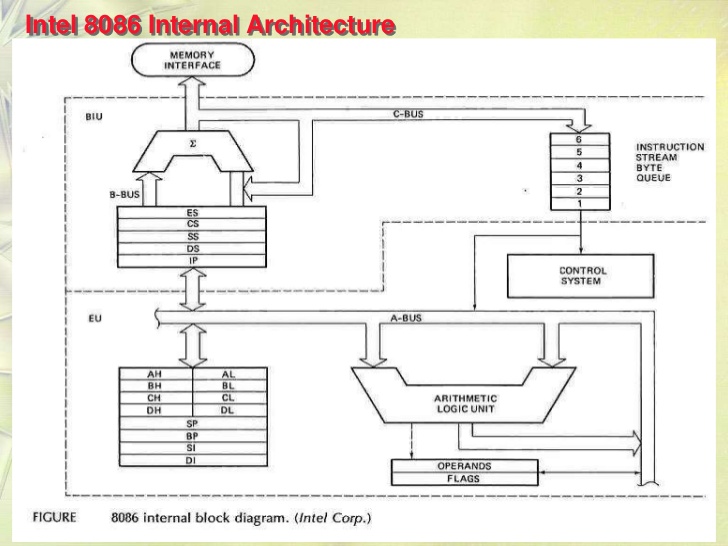 Intel 8086 Internal Architecture
MEMORY
INTERFACE
BIU
C-BUS
Σ
B-BUS
6
5
4
3
2
1
INSTRUCTION
STREAM
BYTE
QUEUE
ES
CS
SS
DS
IP
CONTROL
SYSTEM
EU
A-BUS
AH AL
BH BL
CH CL
DH DL
SP
BP
SI
DI
ARITHMETIC
LOGIC UNIT
OPERANDS
FLAGS
FIGURE 8086 internal block diagram. (Intel Corp.)